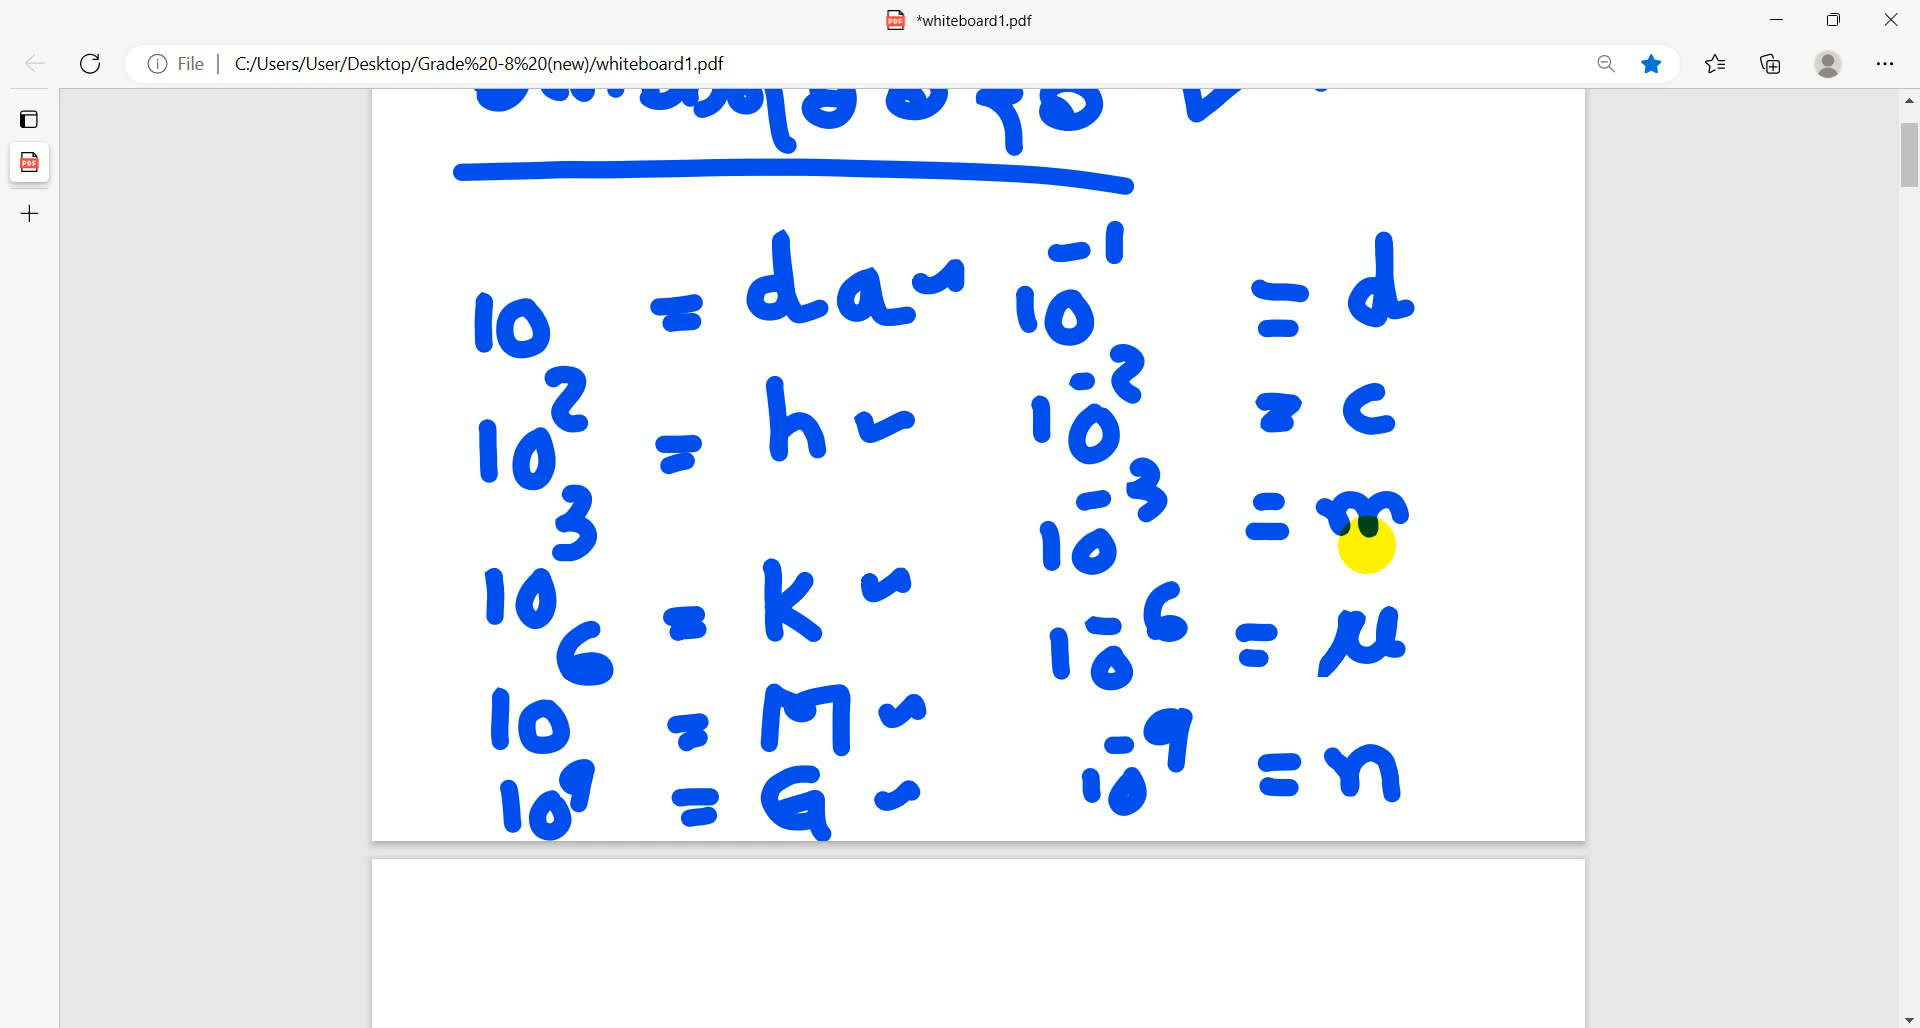 *whiteboard1.pdf
File | C:/Users/User/Desktop/Grade%20-8%20(new)/whiteboard1.pdf
10 = da 10⁻¹ = d
10² = h 10⁻² = c
10³ = K 10⁻³ = m
10⁶ = M 10⁻⁶ = μ
10⁹ = G 10⁻⁹ = n